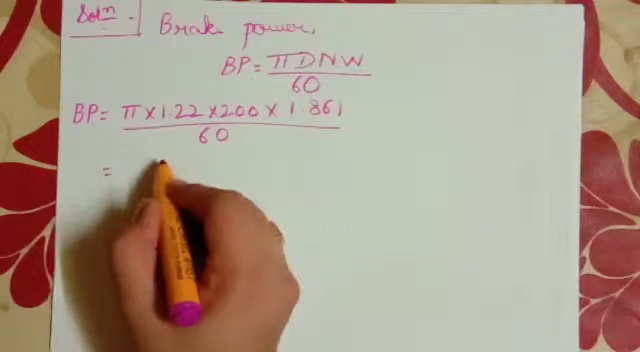 Solⁿ.
Brake power,
BP = πDNW
60
BP = π × 1.22 × 200 × 1.861
60
=